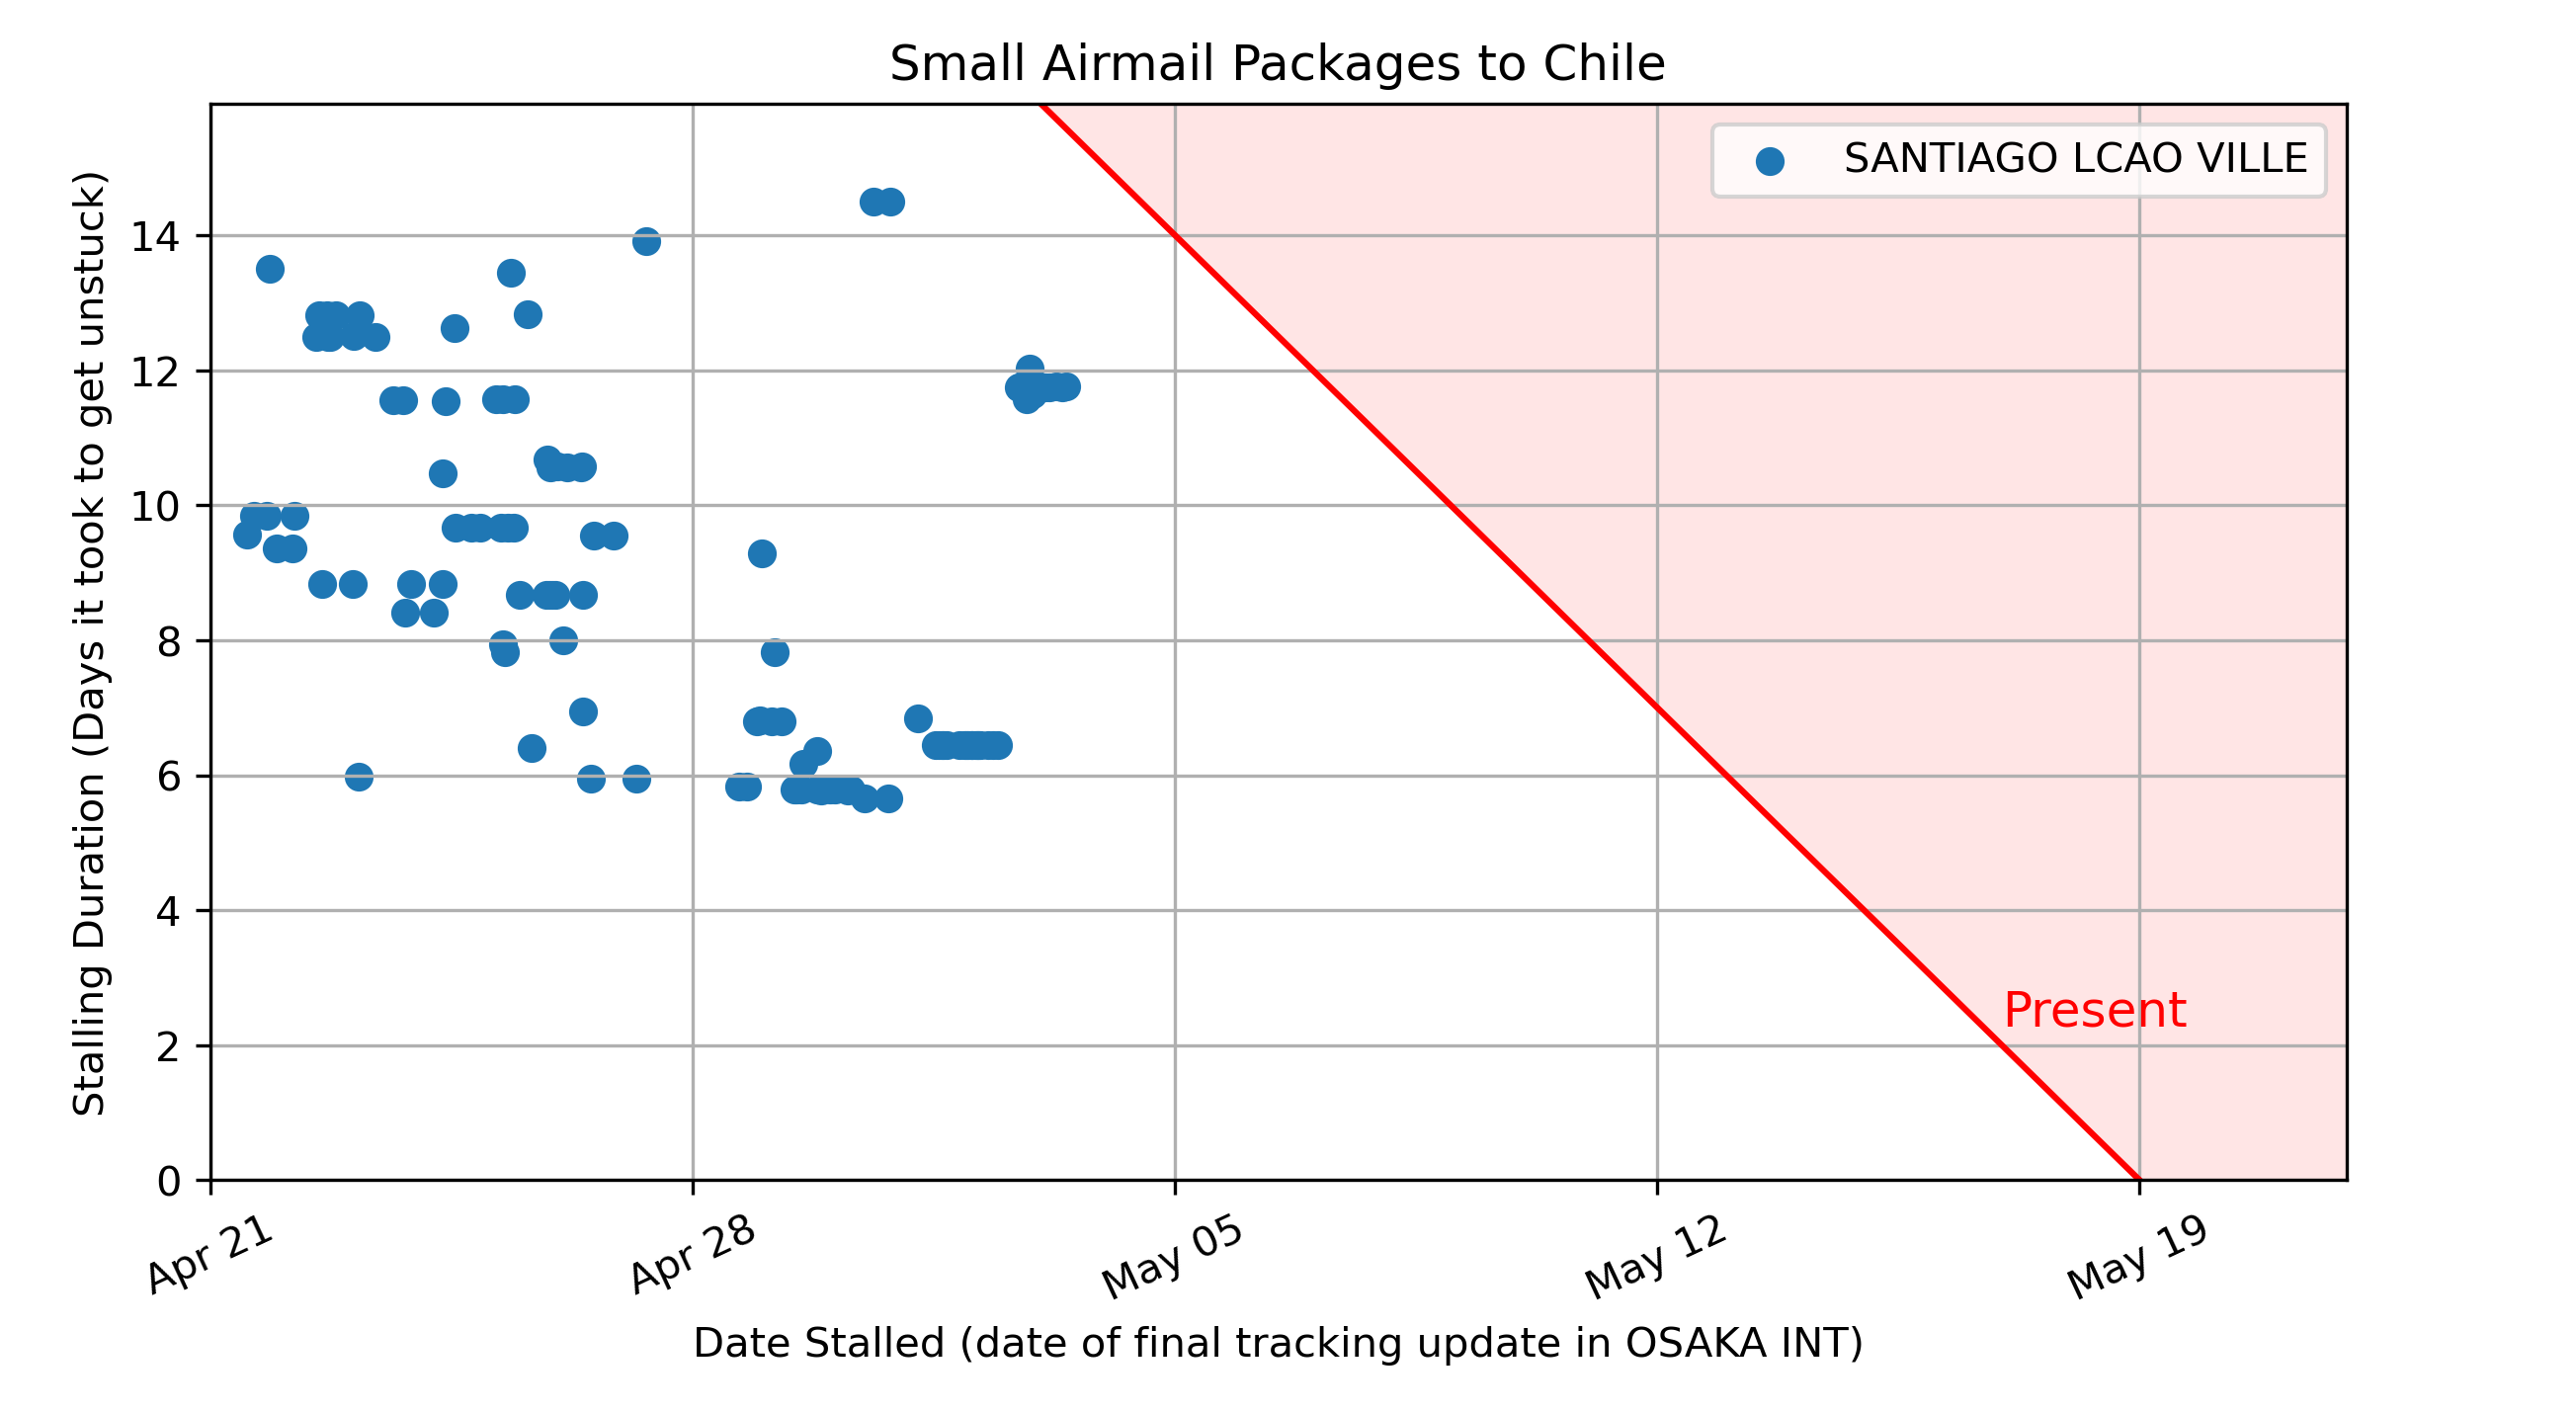 Small Airmail Packages to Chile
SANTIAGO LCAO VILLE
Stalling Duration (Days it took to get unstuck)
14
12
10
8
6
4
2
0
Present
Apr 21
Apr 28
May 05
May 12
May 19
Date Stalled (date of final tracking update in OSAKA INT)